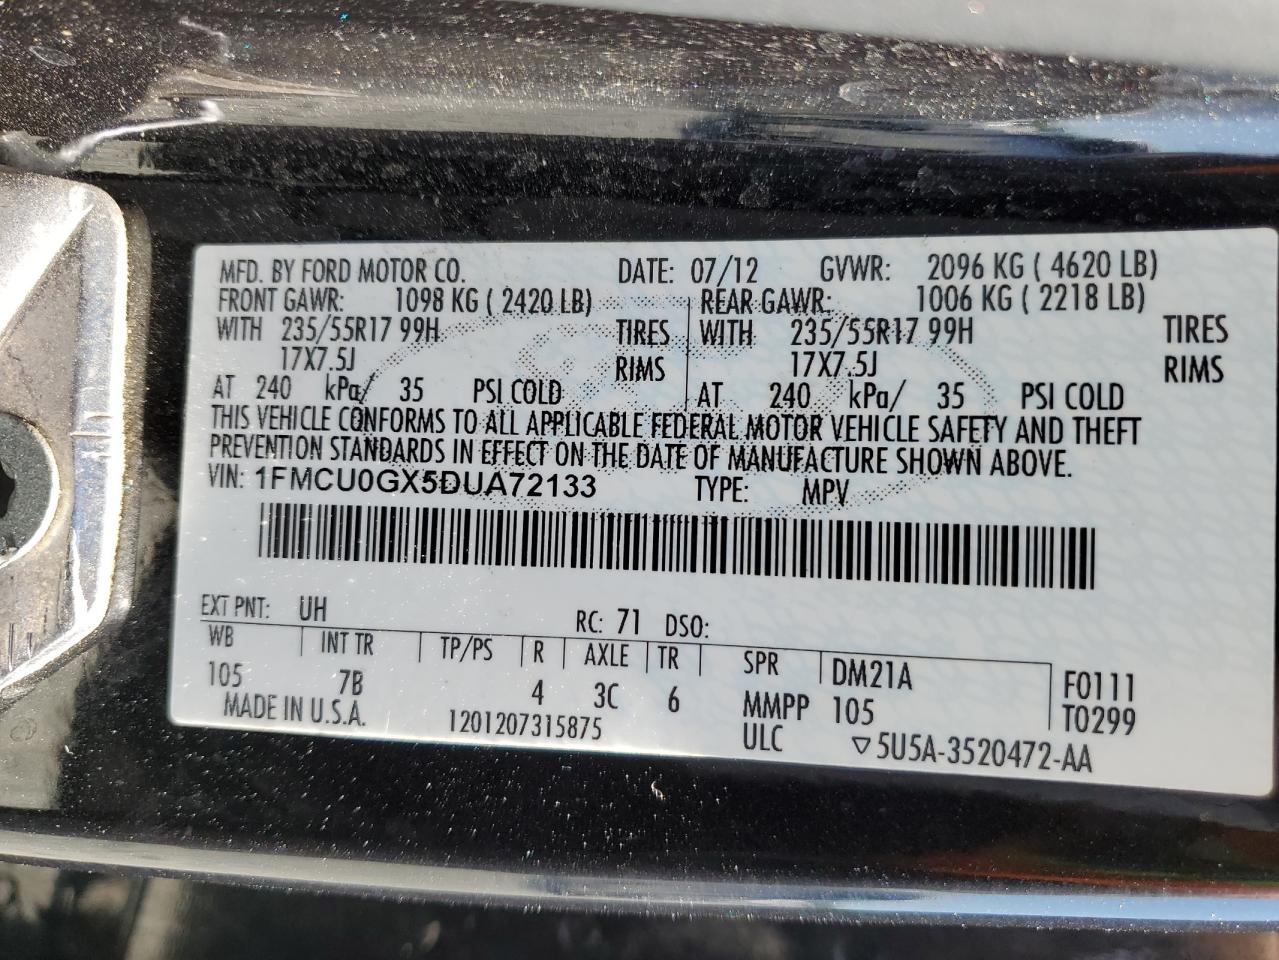 MFD. BY FORD MOTOR CO. DATE: 07/12 GVWR: 2096 KG ( 4620 LB)
FRONT GAWR: 1098 KG ( 2420 LB) REAR GAWR: 1006 KG ( 2218 LB)
WITH 235/55R17 99H TIRES WITH 235/55R17 99H TIRES
17X7.5J RIMS 17X7.5J RIMS
AT 240 kPa/ 35 PSI COLD AT 240 kPa/ 35 PSI COLD
THIS VEHICLE CONFORMS TO ALL APPLICABLE FEDERAL MOTOR VEHICLE SAFETY AND THEFT
PREVENTION STANDARDS IN EFFECT ON THE DATE OF MANUFACTURE SHOWN ABOVE.
VIN: 1FMCU0GX5DUA72133 TYPE: MPV
EXT PNT: UH RC: 71 DSO:
WB INT TR TP/PS R AXLE TR SPR DM21A F0111
105 7B 4 3C 6 MMPP 105 T0299
MADE IN U.S.A. 1201207315875 ULC ▽5U5A-3520472-AA